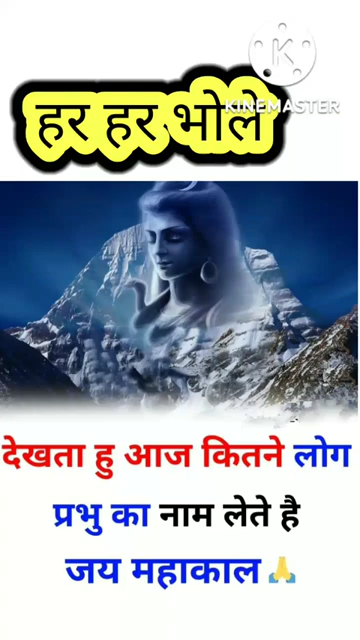 हर हर भोले
KINEMASTER
देखता हु आज कितने लोग
प्रभु का नाम लेते है
जय महाकाल🙏